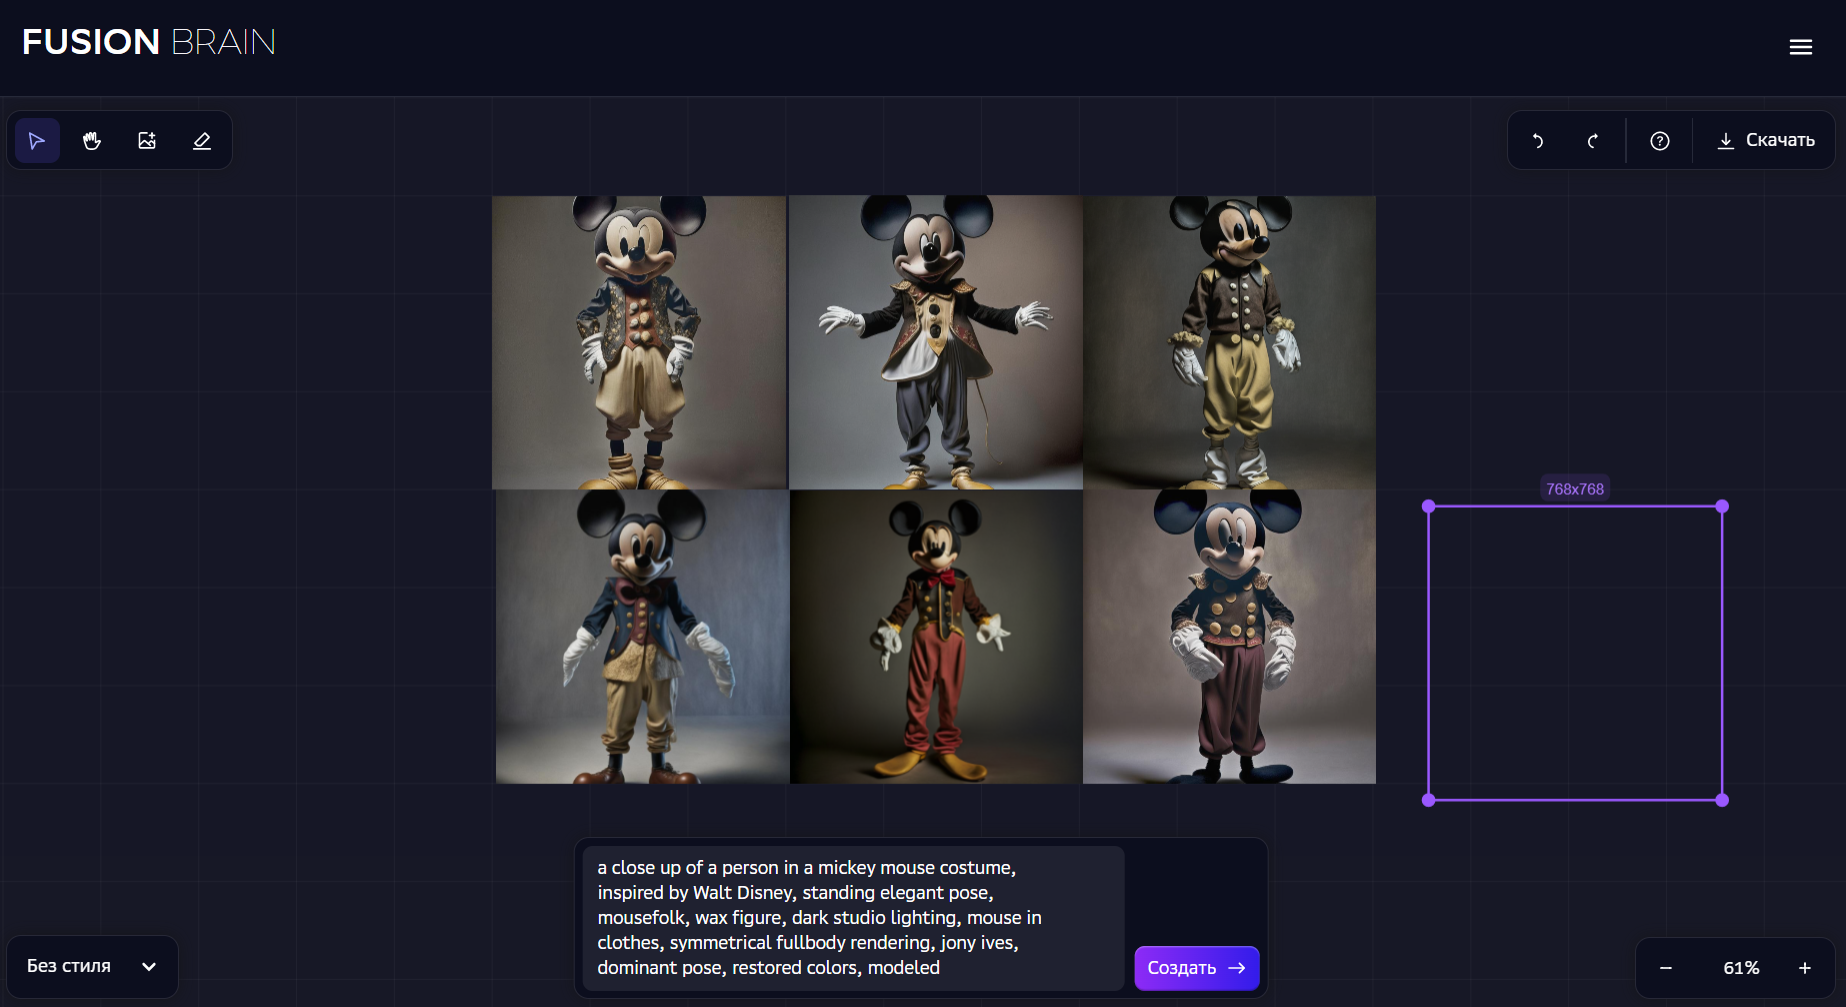 FUSION BRAIN
Скачать
768x768
a close up of a person in a mickey mouse costume,
inspired by Walt Disney, standing elegant pose,
mousefolk, wax figure, dark studio lighting, mouse in
clothes, symmetrical fullbody rendering, jony ives,
dominant pose, restored colors, modeled
Создать
Без стиля
61%